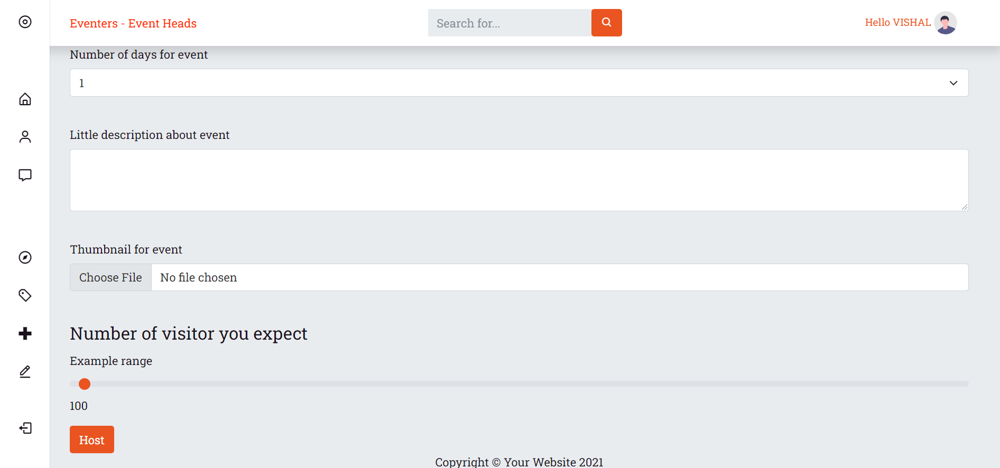 Eventers - Event Heads
Search for...
Hello VISHAL
Number of days for event
1
Little description about event
Thumbnail for event
Choose File No file chosen
Number of visitor you expect
Example range
100
Host
Copyright © Your Website 2021